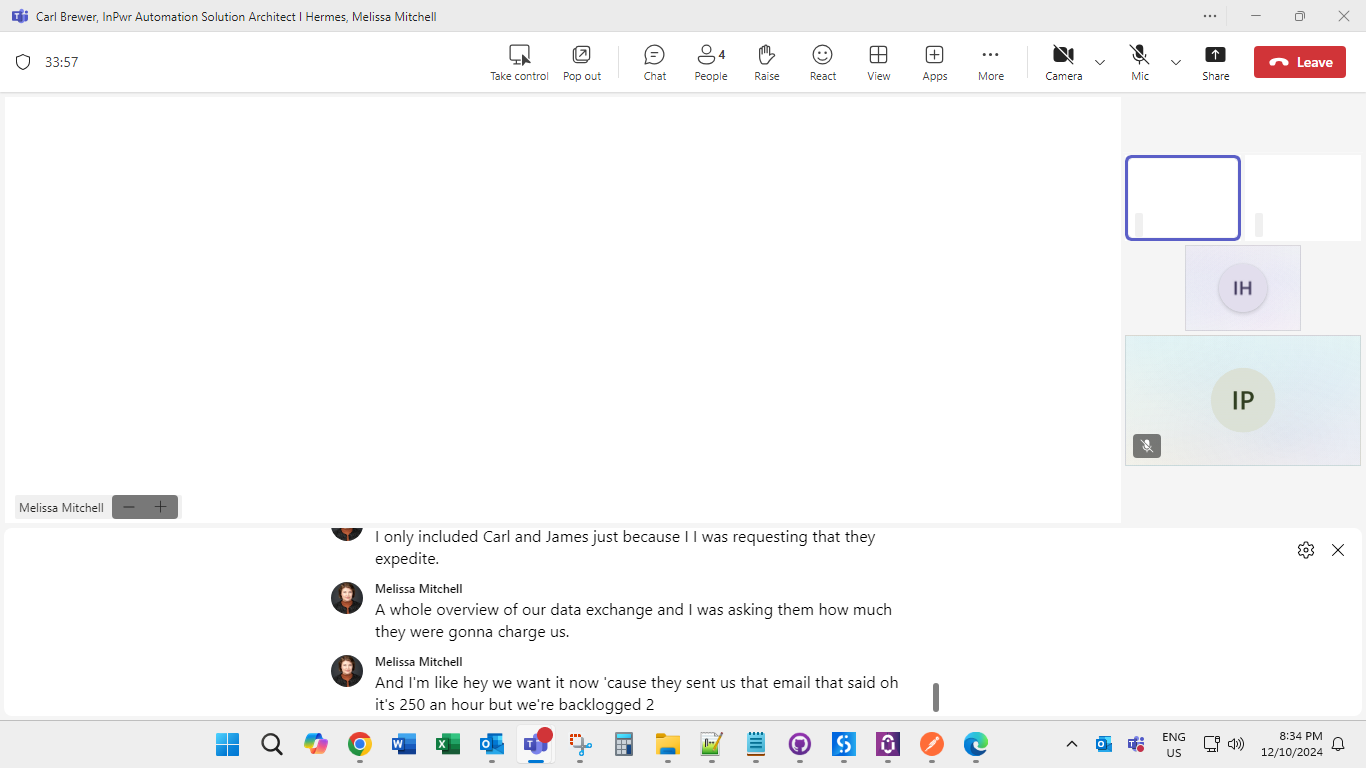 Carl Brewer, InPwr Automation Solution Architect I Hermes, Melissa Mitchell
33:57
Take control
Pop out
Chat
4
People
Raise
React
View
Apps
More
Camera
Mic
Share
Leave
IH
IP
Melissa Mitchell
I only included Carl and James just because I I was requesting that they
expedite.
Melissa Mitchell
A whole overview of our data exchange and I was asking them how much
they were gonna charge us.
Melissa Mitchell
And I'm like hey we want it now 'cause they sent us that email that said oh
it's 250 an hour but we're backlogged 2
ENG
US
8:34 PM
12/10/2024